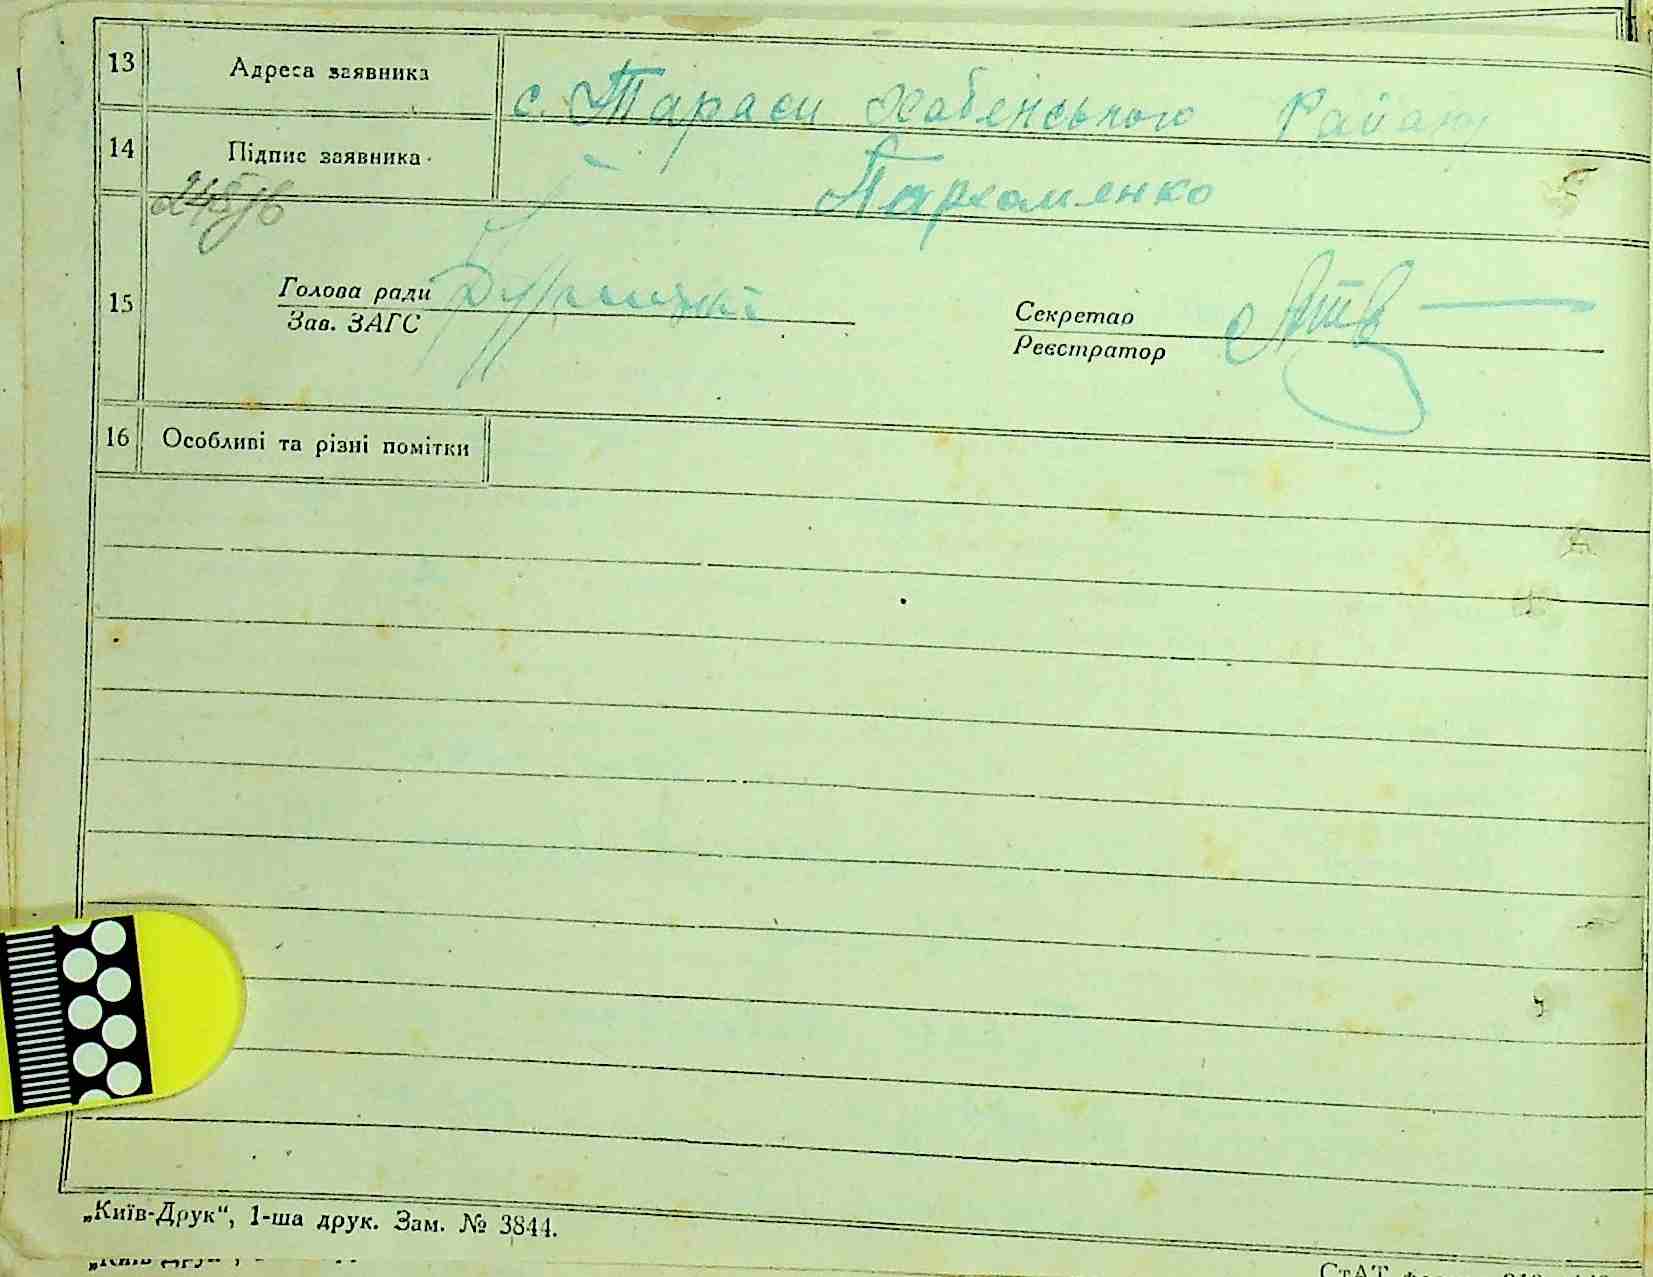 13 Адреса заявника с. Тараси Хабенського Району
14 Підпис заявника Пархоменко
15 Голова ради
Зав. ЗАГС
Секретар
Реєстратор
16 Особливі та різні помітки
„Київ-Друк", 1-ша друк. Зам. № 3844.